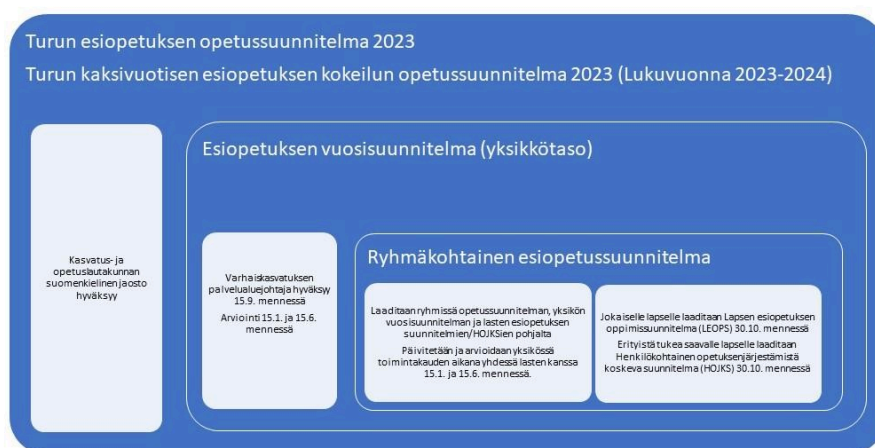 Turun esiopetuksen opetussuunnitelma 2023
Turun kaksivuotisen esiopetuksen kokeilun opetussuunnitelma 2023 (Lukuvuonna 2023-2024)
Kasvatus- ja
opetuslautakunnan
suomenkielinen jaosto
hyväksyy
Esiopetuksen vuosisuunnitelma (yksikkötaso)
Varhaiskasvatuksen
palvelualuejohtaja hyväksyy
15.9. mennessä
Arviointi 15.1. ja 15.6.
mennessä
Ryhmäkohtainen esiopetussuunnitelma
Laaditaan ryhmissä opetussuunnitelman, yksikön
vuosisuunnitelman ja lasten esiopetuksen
suunnitelmien/HOJKSien pohjalta
Päivitetään ja arvioidaan yksikössä
toimintakauden aikana yhdessä lasten kanssa
15.1. ja 15.6. mennessä.
Jokaiselle lapselle laaditaan Lapsen esiopetuksen
oppimissuunnitelma (LEOPS) 30.10. mennessä
Erityistä tukea saavalle lapselle laaditaan
Henkilökohtainen opetuksenjärjestämistä
koskeva suunnitelma (HOJKS) 30.10. mennessä